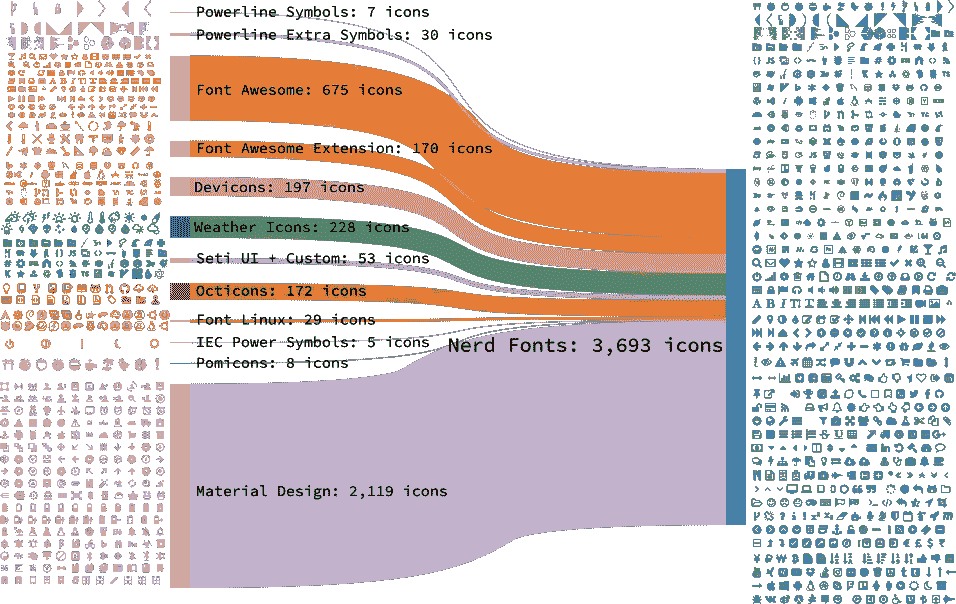 Powerline Symbols: 7 icons
Powerline Extra Symbols: 30 icons
Font Awesome: 675 icons
Font Awesome Extension: 170 icons
Devicons: 197 icons
Weather Icons: 228 icons
Seti UI + Custom: 53 icons
Octicons: 172 icons
Font Linux: 29 icons
IEC Power Symbols: 5 icons
Pomicons: 8 icons
Nerd Fonts: 3,693 icons
Material Design: 2,119 icons